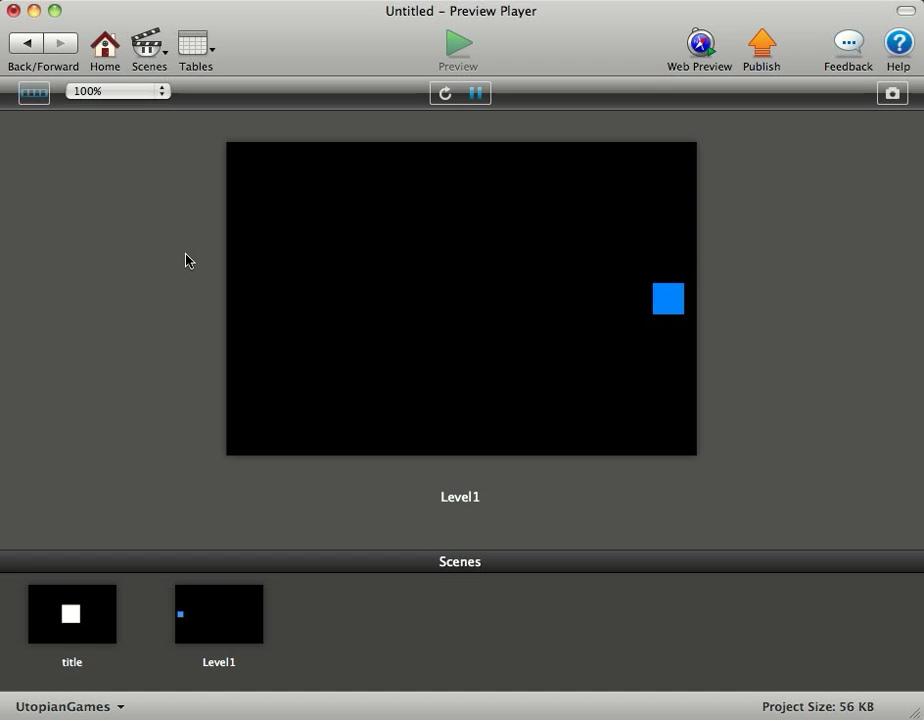 Untitled – Preview Player
Back/Forward
Home
Scenes
Tables
Preview
Web Preview
Publish
Feedback
Help
100%
Level1
Scenes
title
Level1
UtopianGames
Project Size: 56 KB